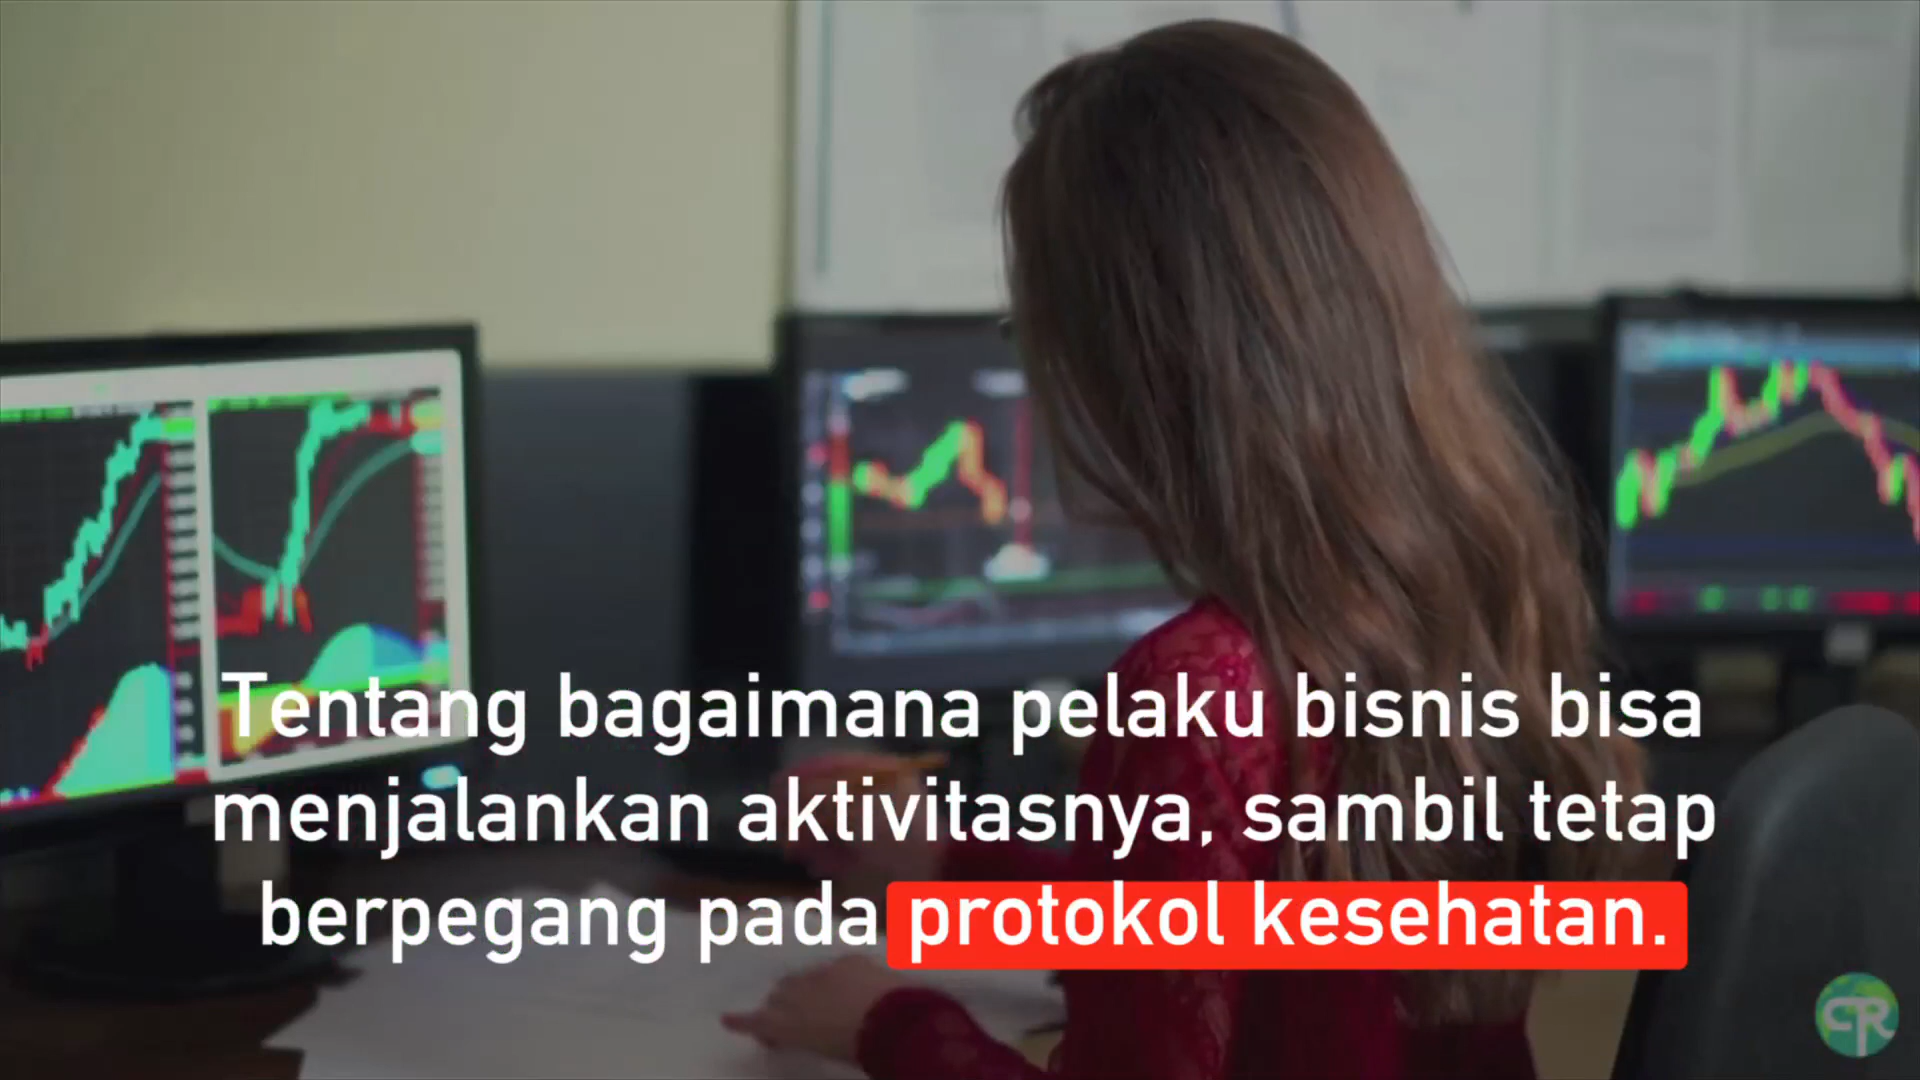 Tentang bagaimana pelaku bisnis bisa
menjalankan aktivitasnya, sambil tetap
berpegang pada protokol kesehatan.